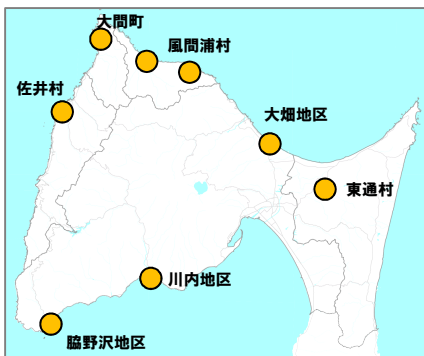 大間町
風間浦村
佐井村
大畑地区
東通村
川内地区
脇野沢地区